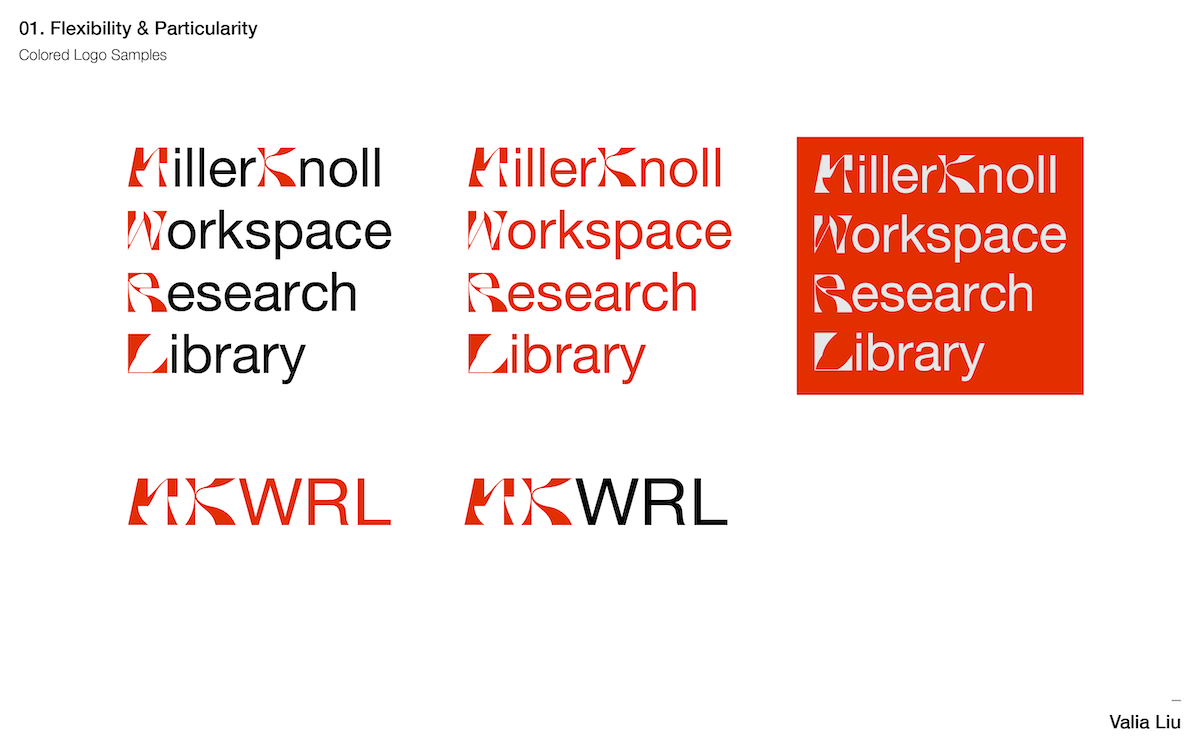 01. Flexibility & Particularity
Colored Logo Samples
MillerKnoll
Workspace
Research
Library
MillerKnoll
Workspace
Research
Library
MillerKnoll
Workspace
Research
Library
MKWRL
MKWRL
Valia Liu